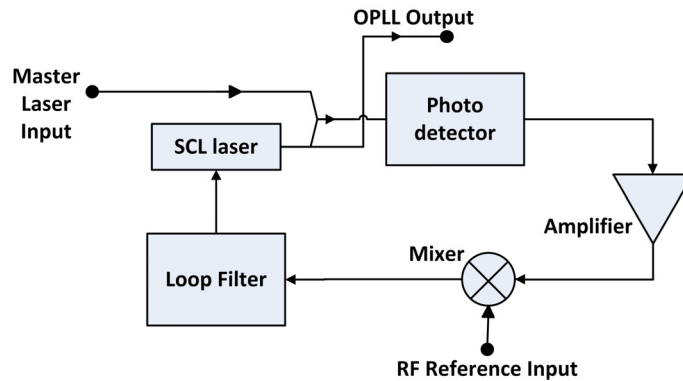 OPLL Output
Master
Laser
Input
Photo
detector
SCL laser
Amplifier
Mixer
Loop Filter
RF Reference Input